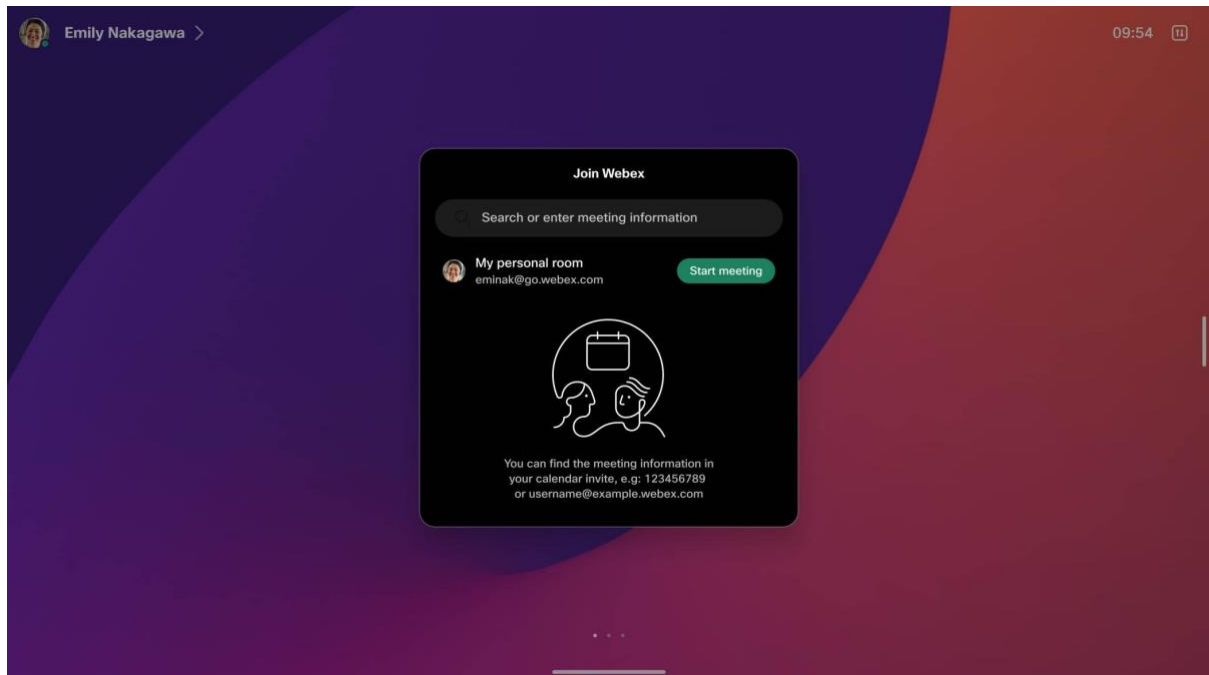 Emily Nakagawa
09:54
Join Webex
Search or enter meeting information
My personal room
eminak@go.webex.com
Start meeting
You can find the meeting information in
your calendar invite, e.g: 123456789
or username@example.webex.com